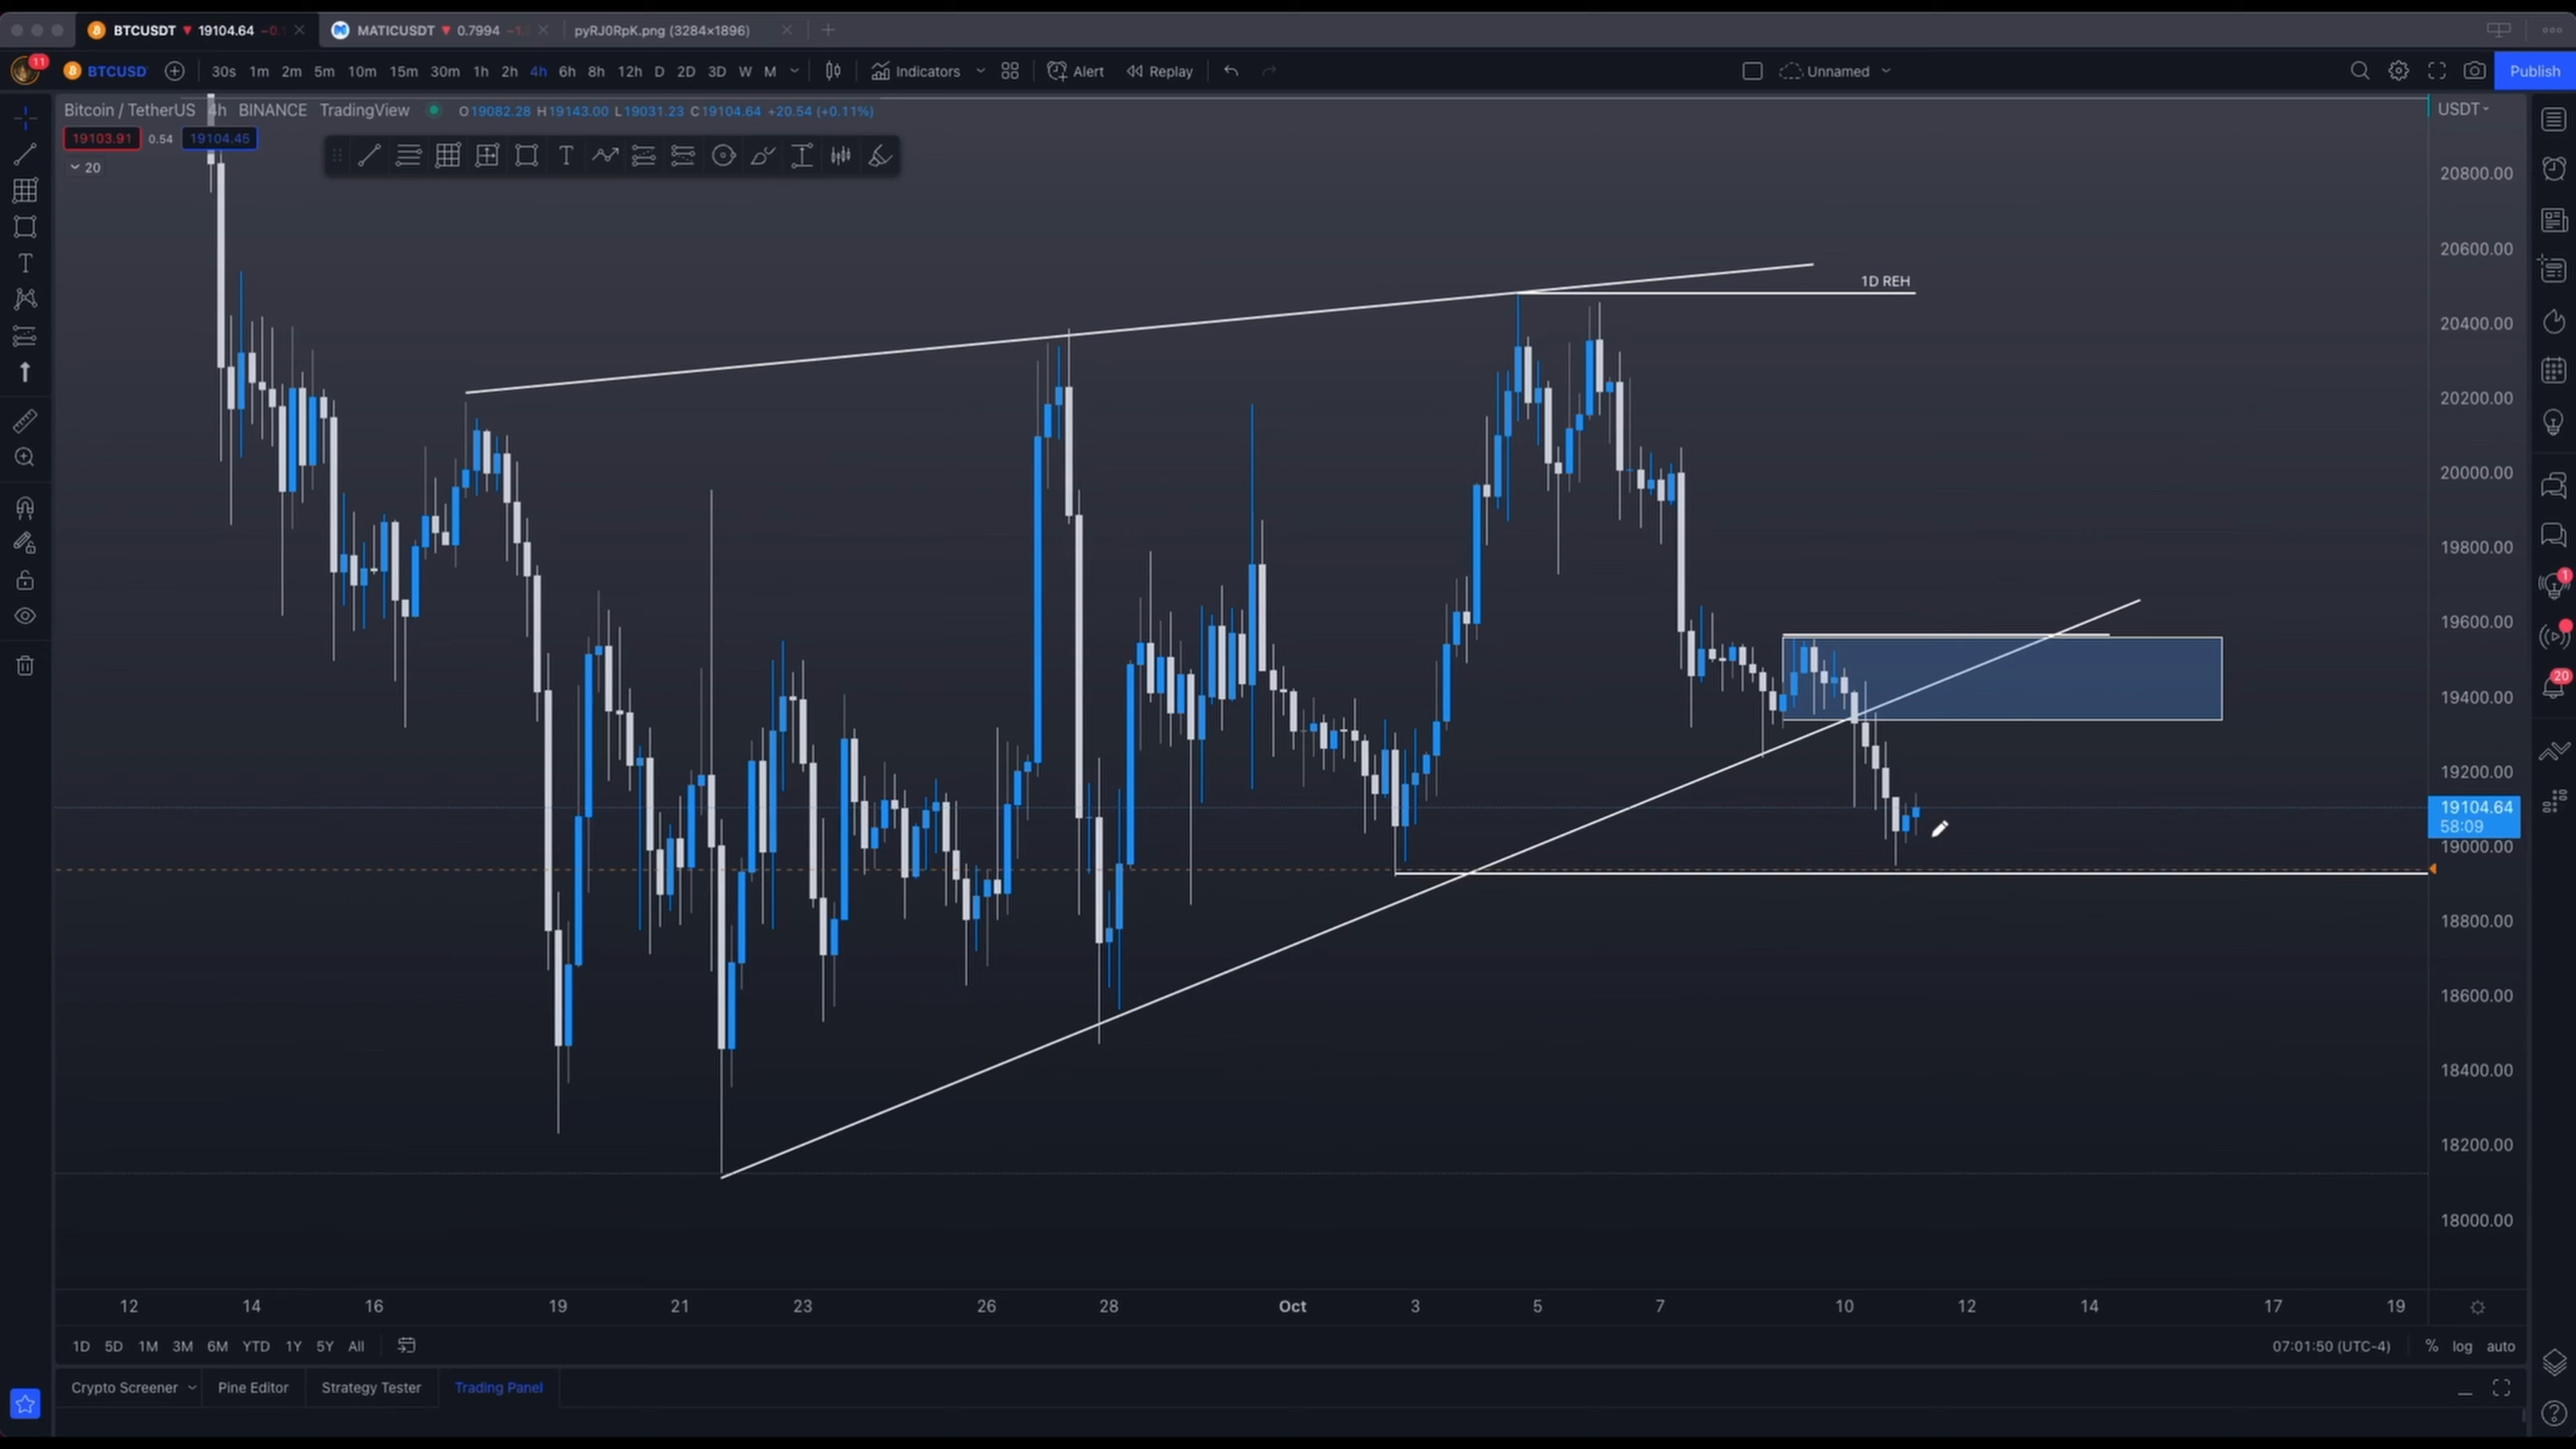 BTCUSDT ▼ 19104.64 MATICUSDT ▼ 0.7994 pyRJ0RpK.png (3284×1896)
11 BTCUSD 30s 1m 2m 5m 10m 15m 30m 1h 2h 4h 6h 8h 12h D 2D 3D W M Indicators Alert Replay Unnamed Publish
Bitcoin / TetherUS 4h BINANCE TradingView O19082.28 H19143.00 L19031.23 C19104.64 +20.54 (+0.11%) USDT
19103.91 0.54 19104.45
20
20800.00
20600.00
1D REH
20400.00
20200.00
20000.00
19800.00
1
19600.00
20
19400.00
19200.00
19104.64
58:09
19000.00
18800.00
18600.00
18400.00
18200.00
18000.00
12 14 16 19 21 23 26 28 Oct 3 5 7 10 12 14 17 19
1D 5D 1M 3M 6M YTD 1Y 5Y All 07:01:50 (UTC-4) % log auto
Crypto Screener Pine Editor Strategy Tester Trading Panel